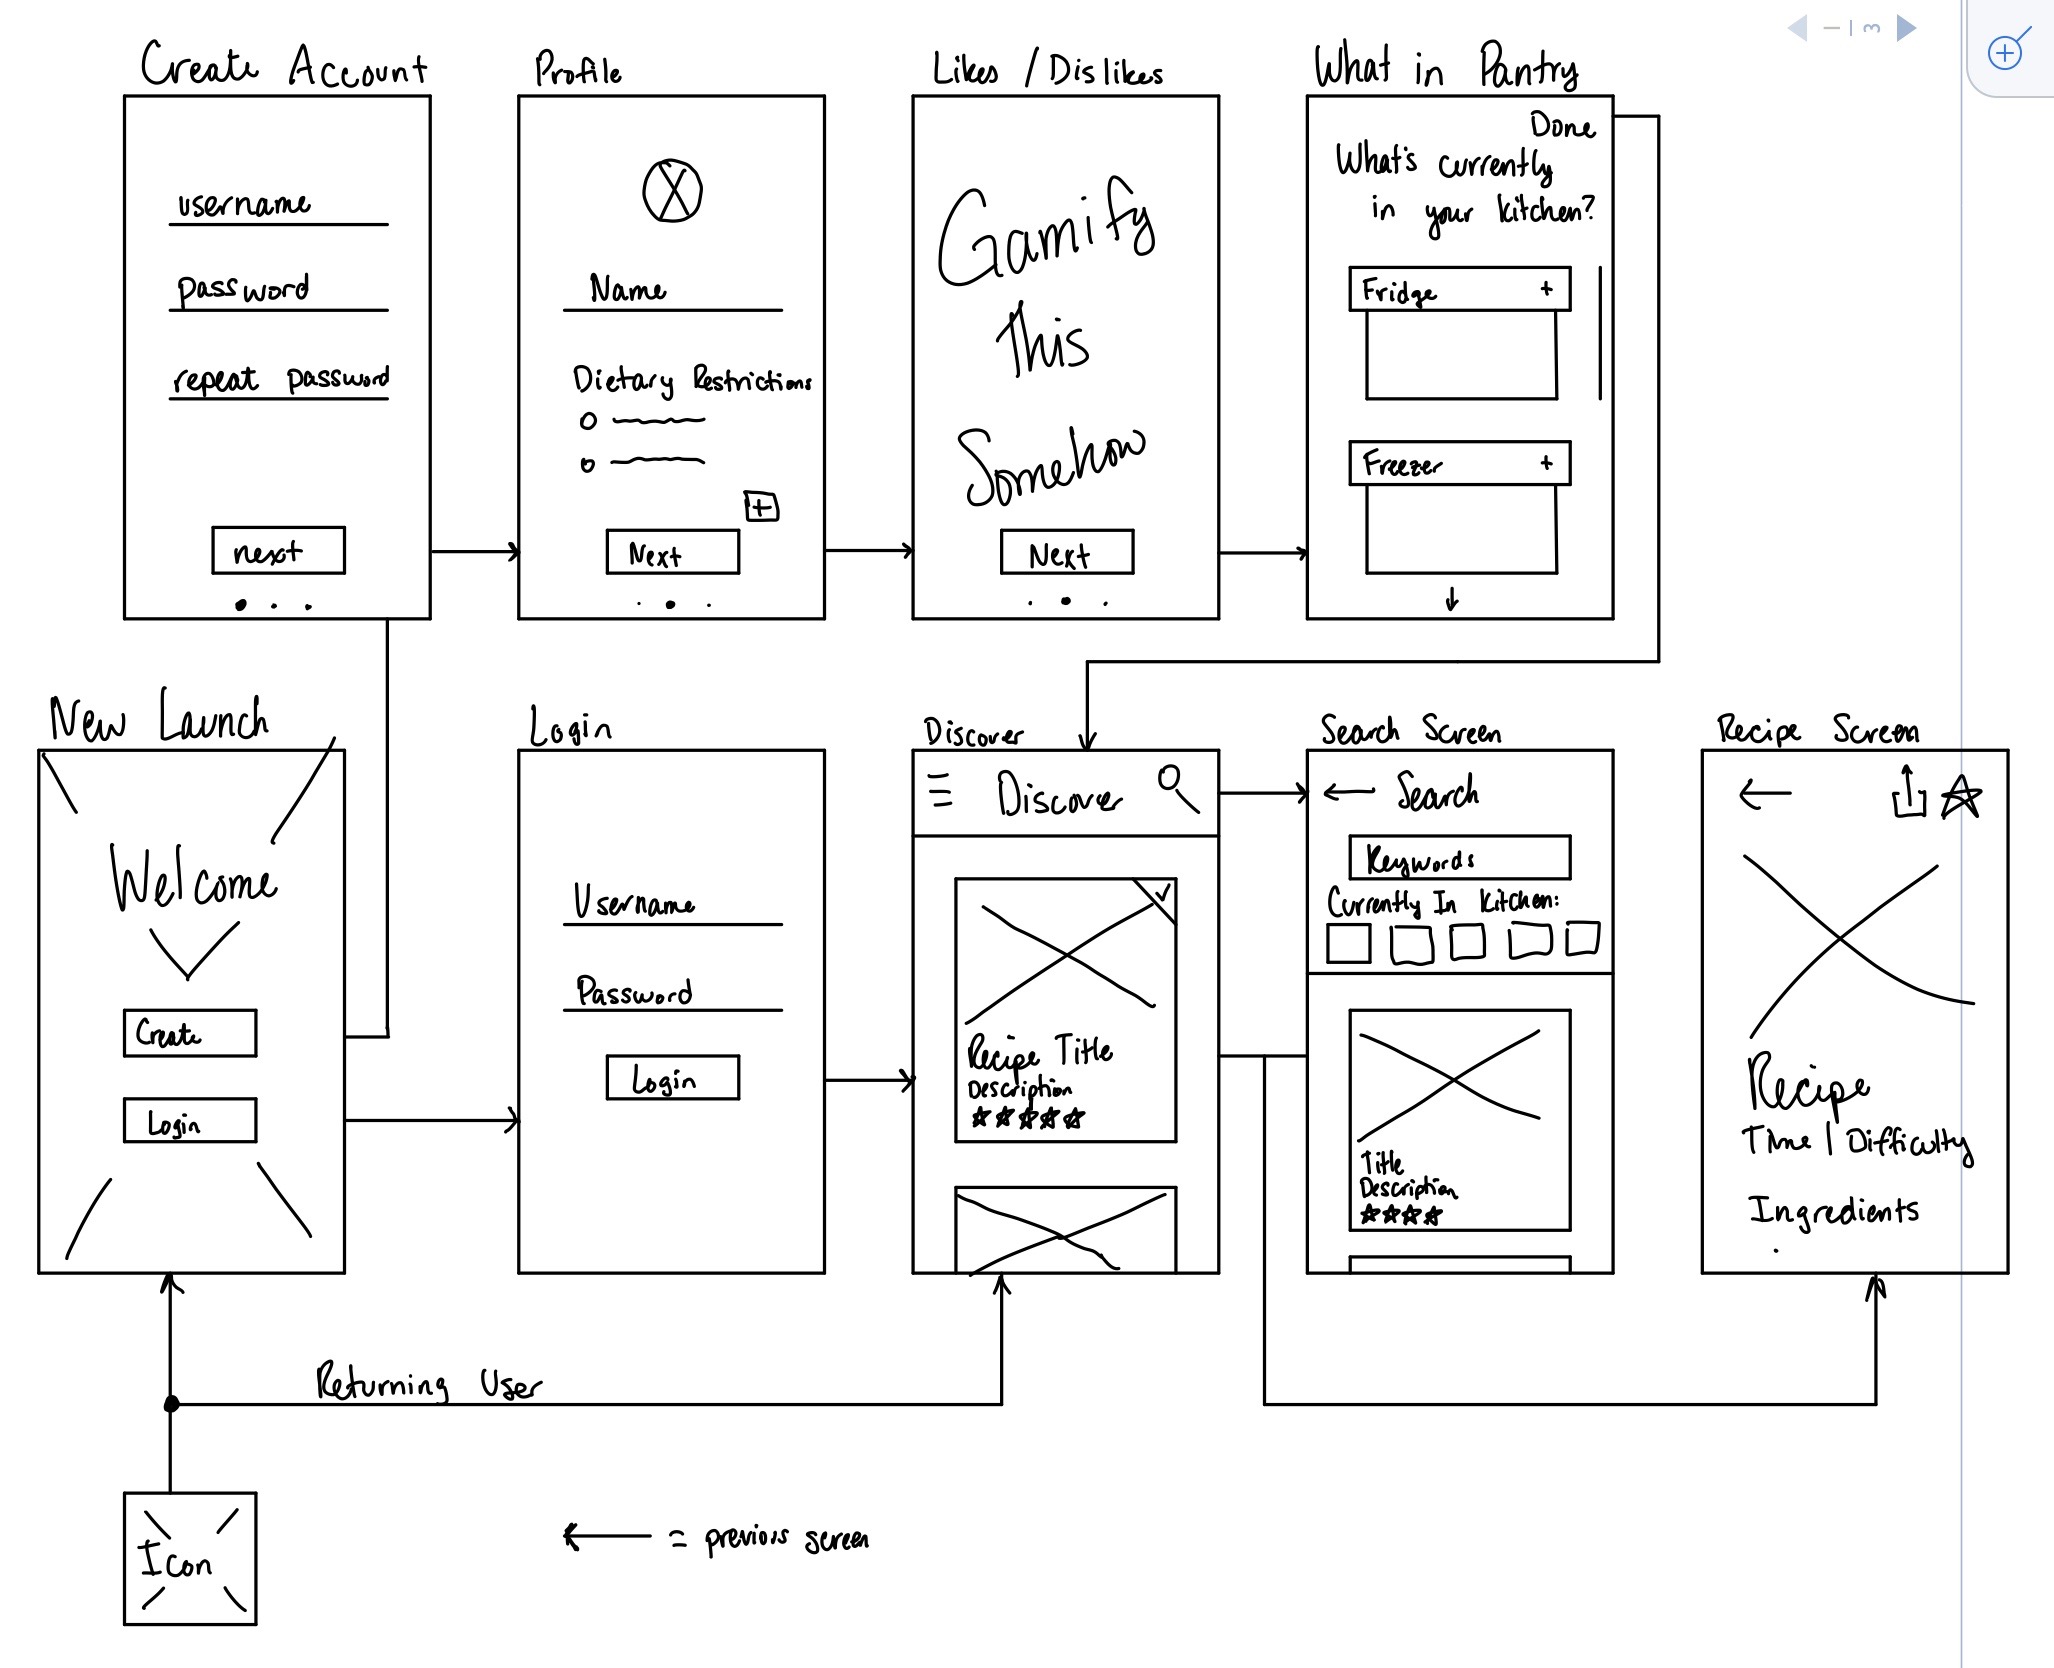 1 | 3
Create Account
username
password
repeat password
next
Profile
Name
Dietary Restrictions
+
Next
Likes / Dislikes
Gamify
this
Somehow
Next
What in Pantry
Done
What's currently
in your kitchen?
Fridge +
Freezer +
New Launch
Welcome
Create
Login
Login
Username
Password
Login
Discover
Discover
Recipe Title
Description
Search Screen
← Search
Keywords
Currently In Kitchen:
Title
Description
Recipe Screen
Recipe
Time | Difficulty
Ingredients
Returning User
Icon
← = previous screen